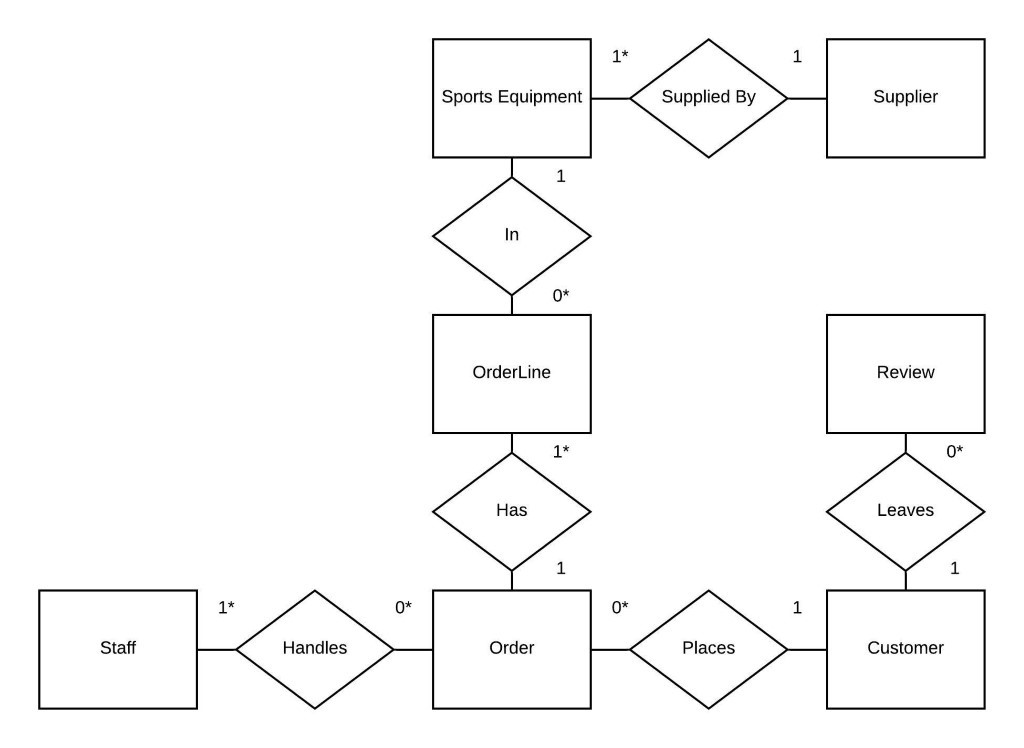 1* 1
Sports Equipment Supplied By Supplier
1
In
0*
OrderLine Review
1* 0*
Has Leaves
1 1
1* 0* 0* 1
Staff Handles Order Places Customer